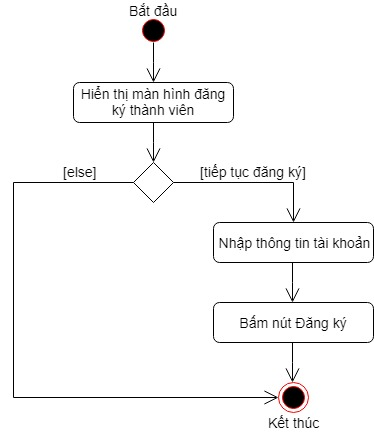 Bắt đầu
Hiển thị màn hình đăng
ký thành viên
[else]
[tiếp tục đăng ký]
Nhập thông tin tài khoản
Bấm nút Đăng ký
Kết thúc